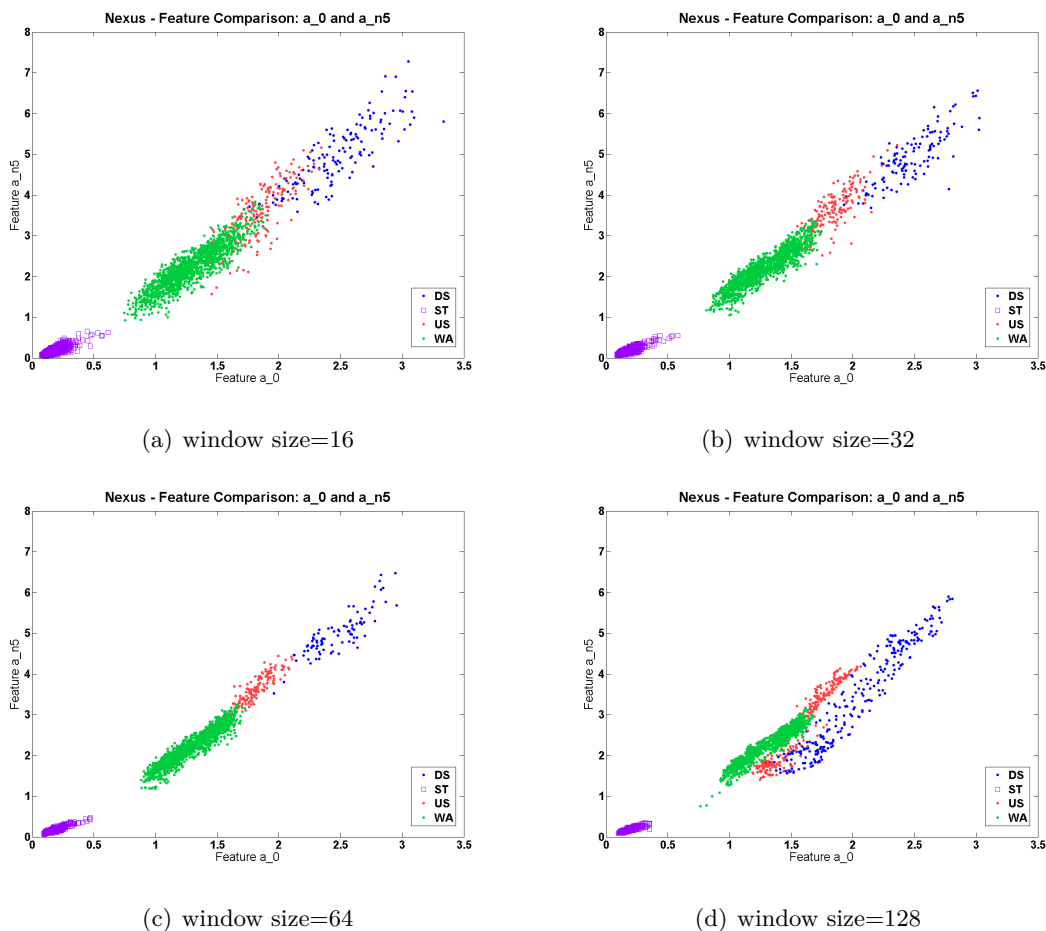 Nexus - Feature Comparison: a_0 and a_n5
8
7
6
5
4
3
2
1
0
Feature a_n5
0 0.5 1 1.5 2 2.5 3 3.5
Feature a_0
DS
ST
US
WA
(a) window size=16
Nexus - Feature Comparison: a_0 and a_n5
8
7
6
5
4
3
2
1
0
Feature a_n5
0 0.5 1 1.5 2 2.5 3 3.5
Feature a_0
DS
ST
US
WA
(b) window size=32
Nexus - Feature Comparison: a_0 and a_n5
8
7
6
5
4
3
2
1
0
Feature a_n5
0 0.5 1 1.5 2 2.5 3 3.5
Feature a_0
DS
ST
US
WA
(c) window size=64
Nexus - Feature Comparison: a_0 and a_n5
8
7
6
5
4
3
2
1
0
Feature a_n5
0 0.5 1 1.5 2 2.5 3 3.5
Feature a_0
DS
ST
US
WA
(d) window size=128